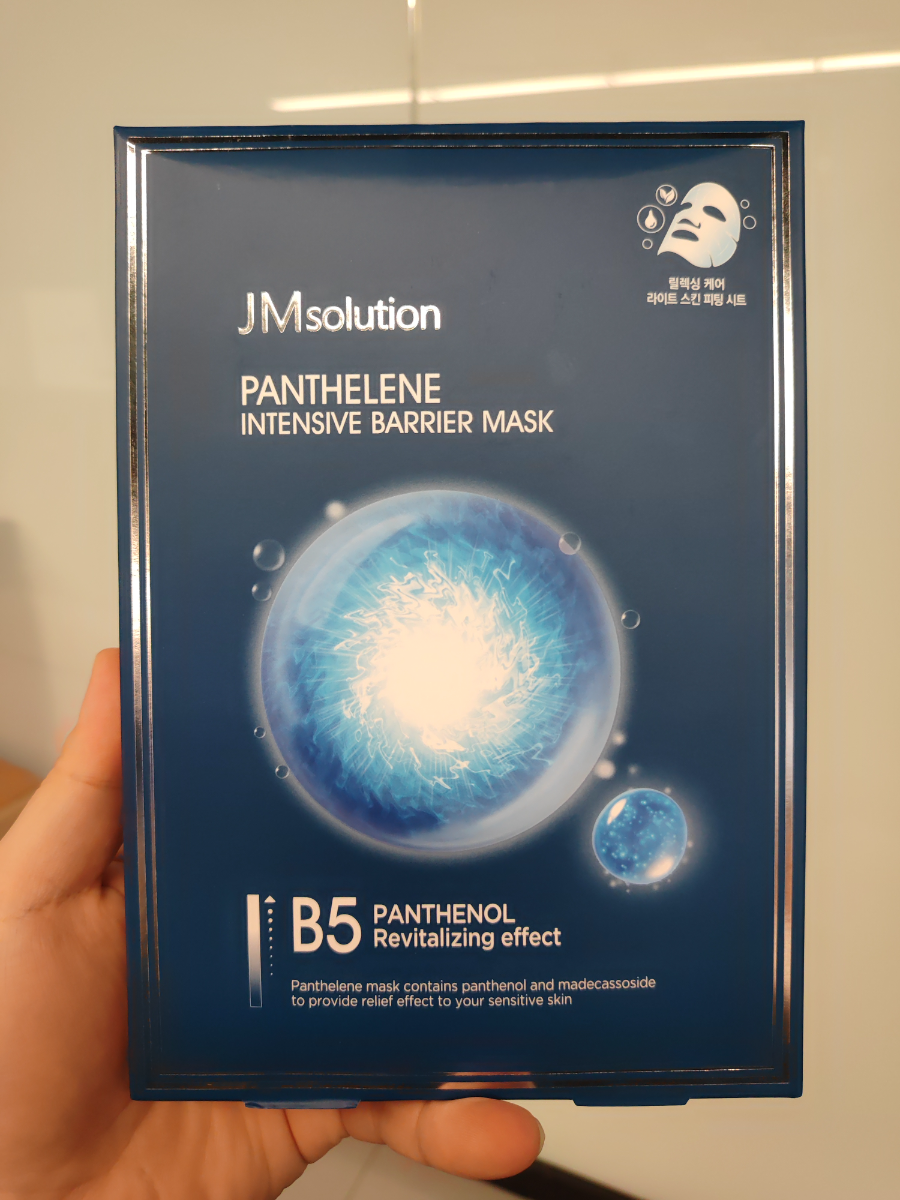 릴렉싱 케어
라이트 스킨 피팅 시트
JMsolution
PANTHELENE
INTENSIVE BARRIER MASK
B5 PANTHENOL
Revitalizing effect
Panthelene mask contains panthenol and madecassoside
to provide relief effect to your sensitive skin